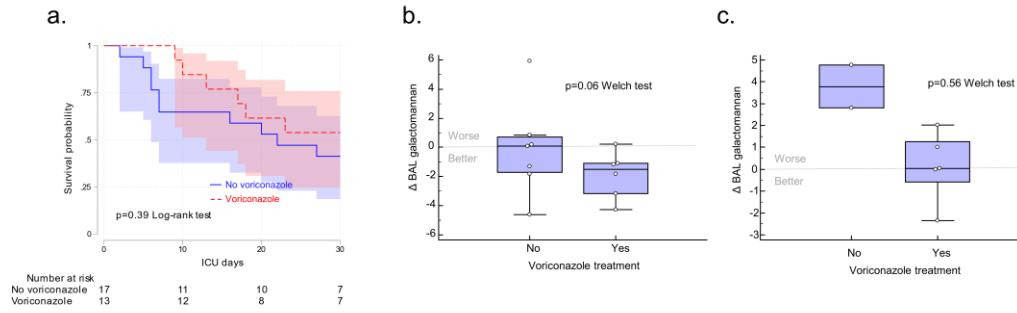 a.
Survival probability
1
.75
.5
.25
0
No voriconazole
Voriconazole
p=0.39 Log-rank test
0 10 20 30
ICU days
Number at risk
No voriconazole 17 11 10 7
Voriconazole 13 12 8 7
b.
Δ BAL galactomannan
6
4
2
0
-2
-4
-6
p=0.06 Welch test
Worse
Better
No Yes
Voriconazole treatment
c.
Δ BAL galactomannan
5
4
3
2
1
0
-1
-2
-3
p=0.56 Welch test
Worse
Better
No Yes
Voriconazole treatment